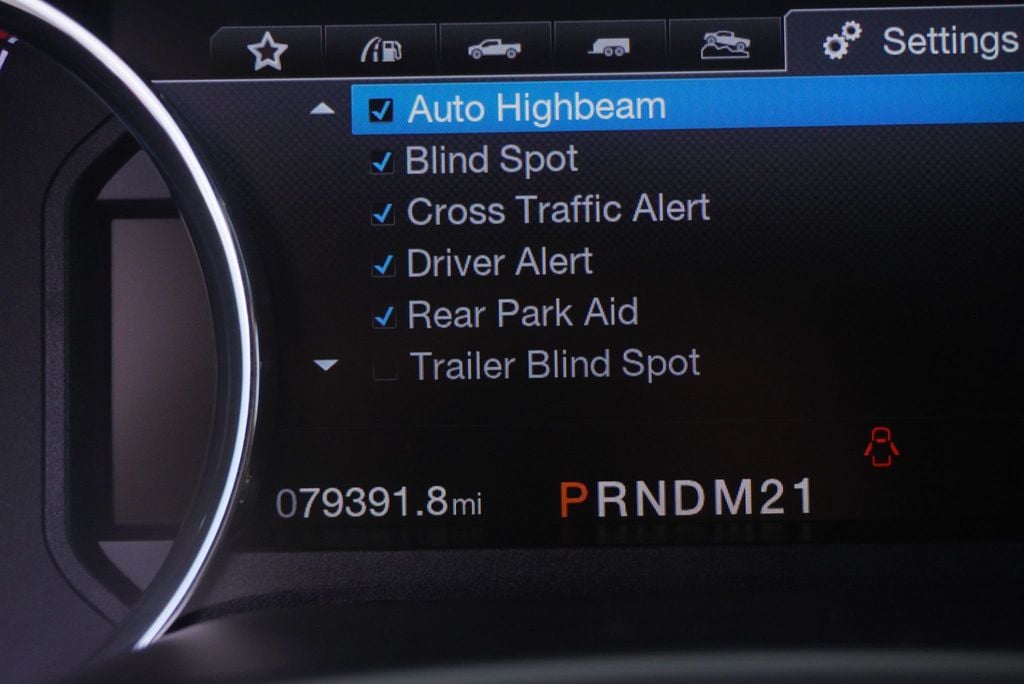 Settings
Auto Highbeam
Blind Spot
Cross Traffic Alert
Driver Alert
Rear Park Aid
Trailer Blind Spot
079391.8mi PRNDM21